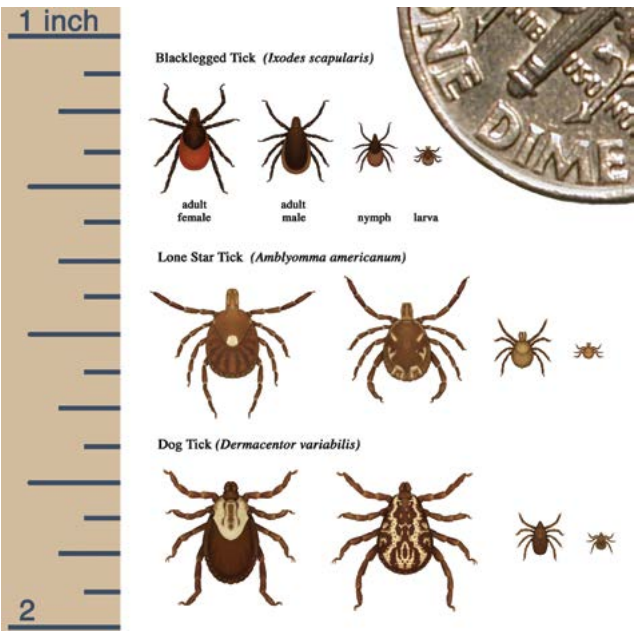 1 inch
Blacklegged Tick (Ixodes scapularis)
ONE DIME
adult female
adult male
nymph
larva
Lone Star Tick (Amblyomma americanum)
Dog Tick (Dermacentor variabilis)
2